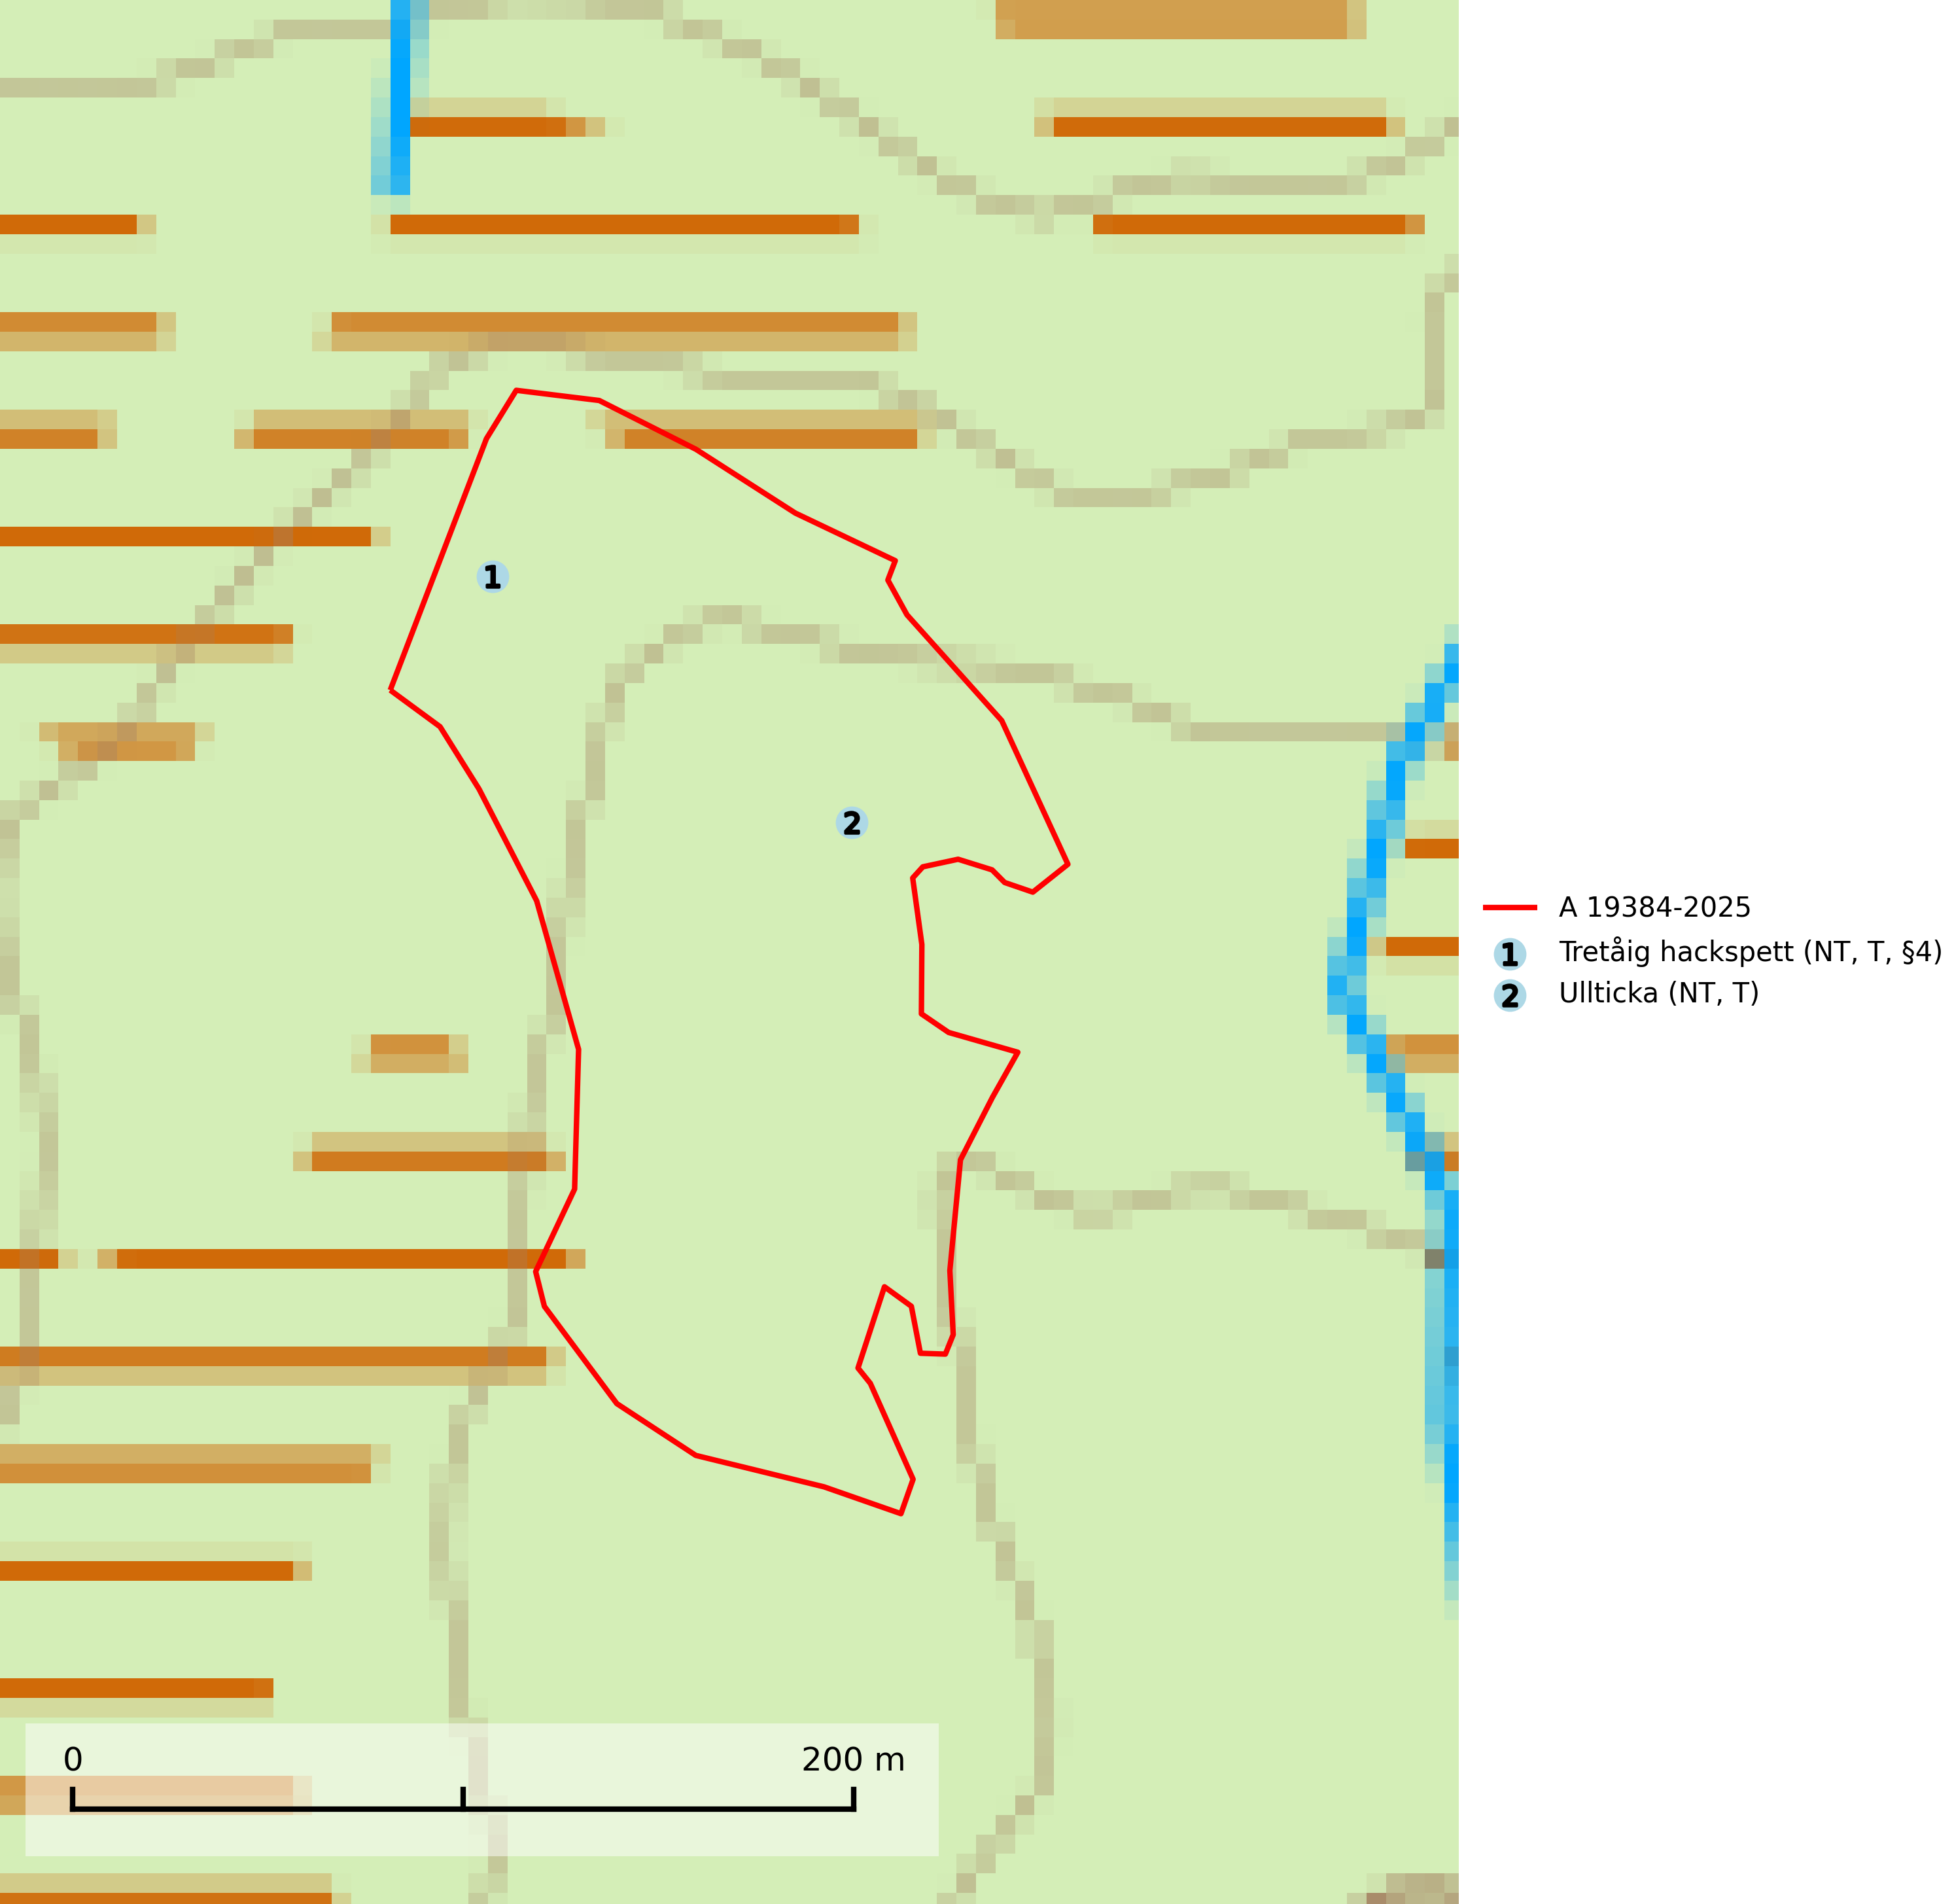 1
2
A 19384-2025
1 Tretåig hackspett (NT, T, §4)
2 Ullticka (NT, T)
0 200 m